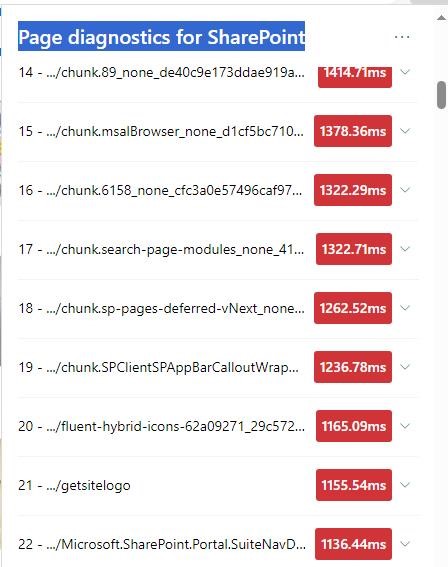 Page diagnostics for SharePoint ...
14 - .../chunk.89_none_de40c9e173ddae919a... 1414.71ms
15 - .../chunk.msalBrowser_none_d1cf5bc710... 1378.36ms
16 - .../chunk.6158_none_cfc3a0e57496caf97... 1322.29ms
17 - .../chunk.search-page-modules_none_41... 1322.71ms
18 - .../chunk.sp-pages-deferred-vNext_none... 1262.52ms
19 - .../chunk.SPClientSPAppBarCalloutWrap... 1236.78ms
20 - .../fluent-hybrid-icons-62a09271_29c572... 1165.09ms
21 - .../getsitelogo 1155.54ms
22 - .../Microsoft.SharePoint.Portal.SuiteNavD... 1136.44ms